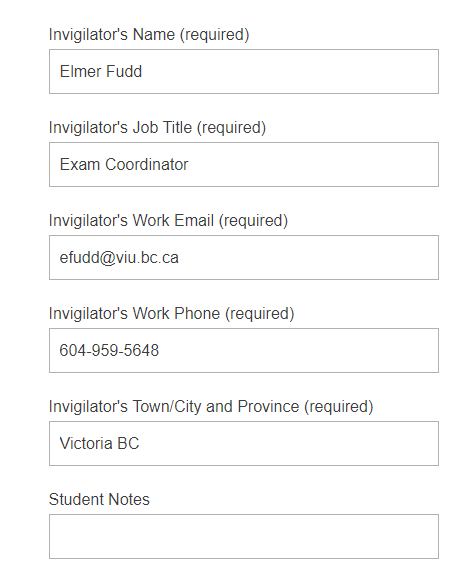 Invigilator's Name (required)
Elmer Fudd
Invigilator's Job Title (required)
Exam Coordinator
Invigilator's Work Email (required)
efudd@viu.bc.ca
Invigilator's Work Phone (required)
604-959-5648
Invigilator's Town/City and Province (required)
Victoria BC
Student Notes